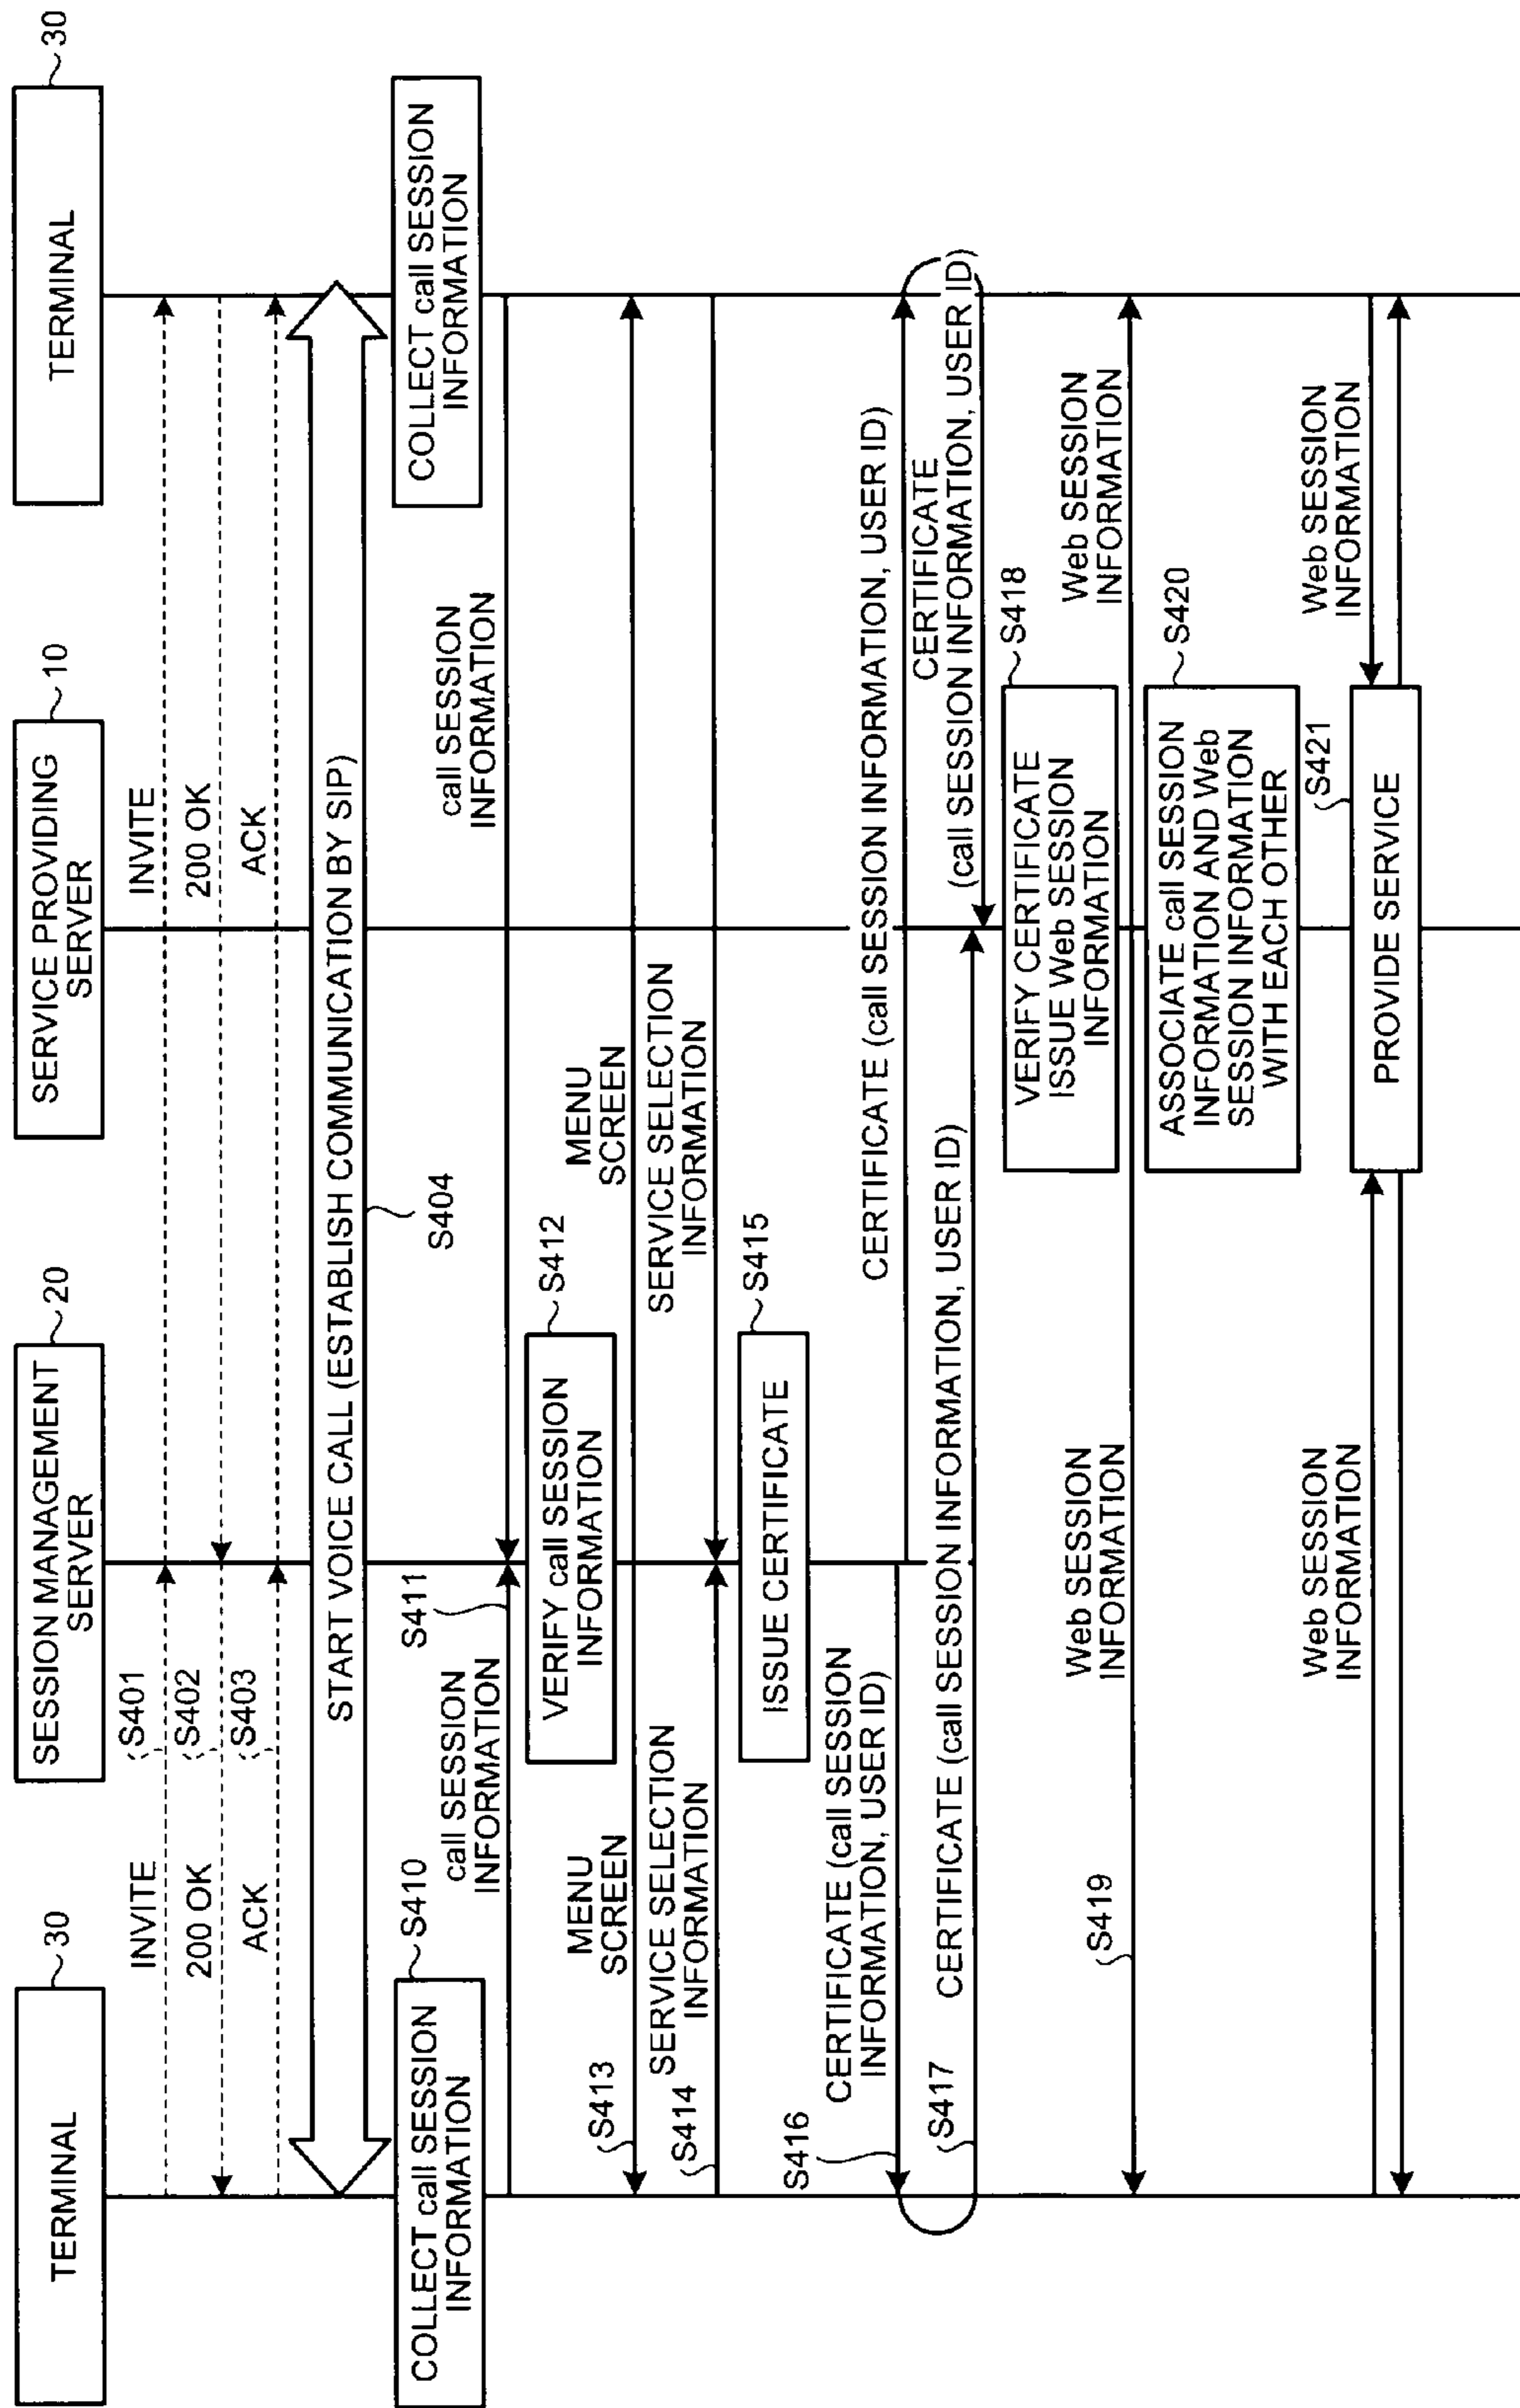 TERMINAL
30
SESSION MANAGEMENT
SERVER
20
SERVICE PROVIDING
SERVER
10
TERMINAL
30
INVITE
S401
INVITE
200 OK
S402
200 OK
ACK
S403
ACK
START VOICE CALL (ESTABLISH COMMUNICATION BY SIP)
S404
COLLECT call SESSION
INFORMATION
S410
COLLECT call SESSION
INFORMATION
call SESSION
INFORMATION
S411
call SESSION
INFORMATION
VERIFY call SESSION
INFORMATION
S412
MENU
SCREEN
S413
MENU
SCREEN
SERVICE SELECTION
INFORMATION
S414
SERVICE SELECTION
INFORMATION
ISSUE CERTIFICATE
S415
CERTIFICATE (call SESSION
INFORMATION, USER ID)
S416
CERTIFICATE (call SESSION INFORMATION, USER ID)
S417
CERTIFICATE (call SESSION INFORMATION, USER ID)
CERTIFICATE
(call SESSION INFORMATION, USER ID)
VERIFY CERTIFICATE
ISSUE Web SESSION
INFORMATION
S418
Web SESSION
INFORMATION
S419
Web SESSION
INFORMATION
ASSOCIATE call SESSION
INFORMATION AND Web
SESSION INFORMATION
WITH EACH OTHER
S420
Web SESSION
INFORMATION
S421
PROVIDE SERVICE
Web SESSION
INFORMATION